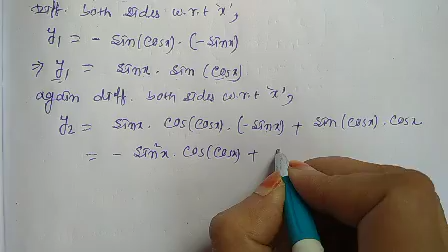 Diff. both sides w.r.t 'x',
y₁ = - sin(cosx) · (-sinx)
⇒ y₁ = sinx · sin (cosx)
again diff. both sides w.r.t 'x',
y₂ = sinx · cos(cosx) · (-sinx) + sin(cosx) · cosx
= - sin²x · cos(cosx) +